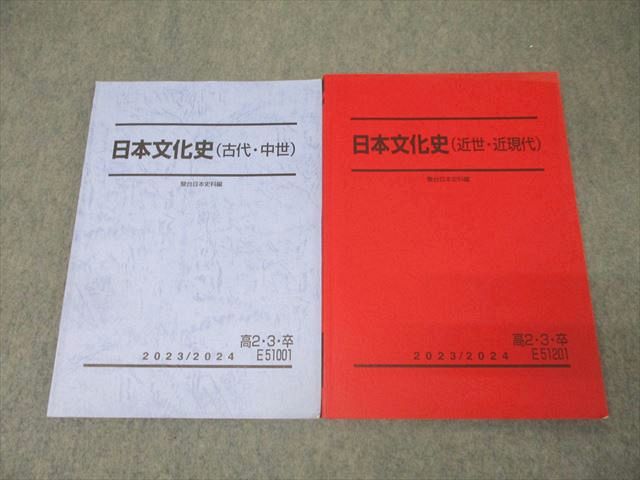 日本文化史(古代・中世)
駿台日本史科編
高2・3・卒
2023/2024 E51001
日本文化史(近世・近現代)
駿台日本史科編
高2・3・卒
2023/2024 E51201